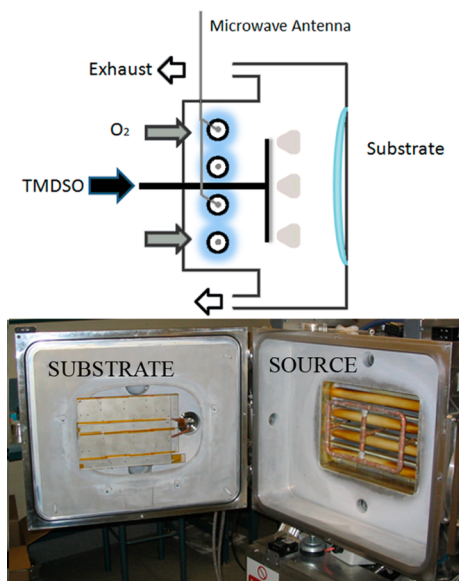 Microwave Antenna
Exhaust
O₂
Substrate
TMDSO
SUBSTRATE
SOURCE